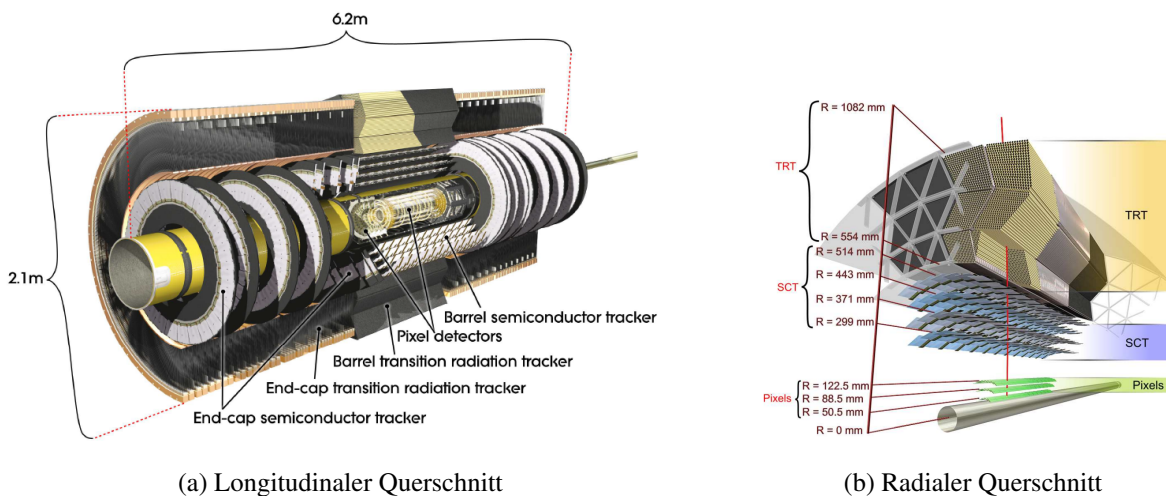 6.2m
2.1m
Barrel semiconductor tracker
Pixel detectors
Barrel transition radiation tracker
End-cap transition radiation tracker
End-cap semiconductor tracker
(a) Longitudinaler Querschnitt
R = 1082 mm
TRT
TRT
R = 554 mm
R = 514 mm
R = 443 mm
SCT
R = 371 mm
R = 299 mm
SCT
R = 122.5 mm
Pixels
R = 88.5 mm
Pixels
R = 50.5 mm
R = 0 mm
(b) Radialer Querschnitt